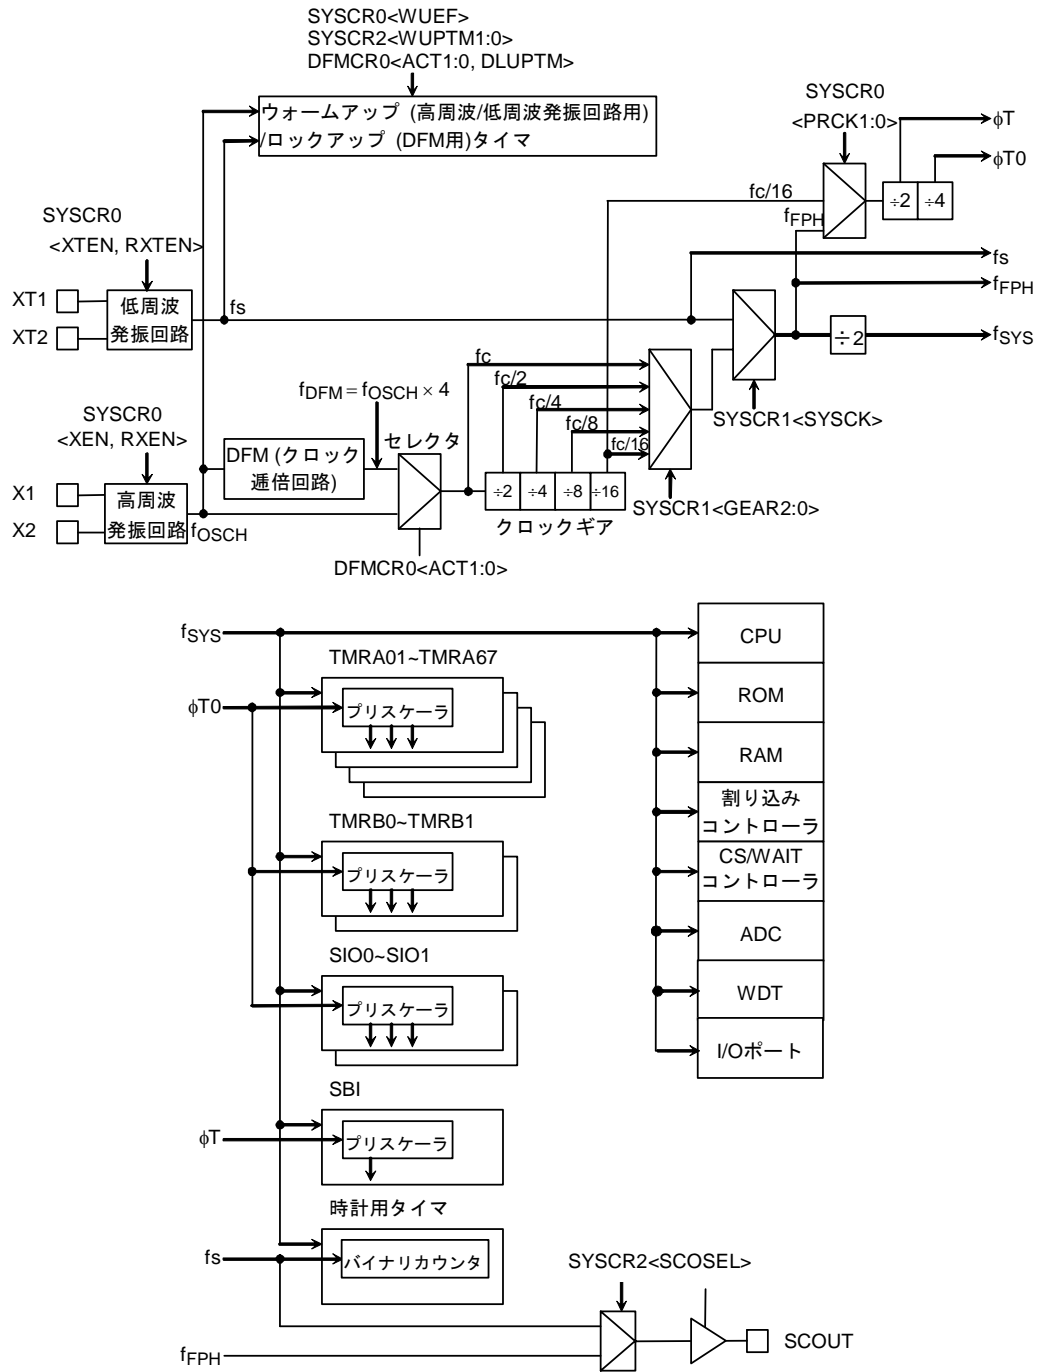 SYSCR0<WUEF>
SYSCR2<WUPTM1:0>
DFMCR0<ACT1:0, DLUPTM>
ウォームアップ (高周波/低周波発振回路用)
/ロックアップ (DFM用)タイマ
SYSCR0
<PRCK1:0>
φT
φT0
fc/16
fFPH
÷2
÷4
SYSCR0
<XTEN, RXTEN>
XT1
XT2
低周波
発振回路
fs
fs
fFPH
fSYS
÷2
fc
fc/2
fc/4
fc/8
fc/16
fDFM=fOSCH × 4
セレクタ
SYSCR1<SYSCK>
SYSCR0
<XEN, RXEN>
DFM (クロック
逓倍回路)
X1
X2
高周波
発振回路
fOSCH
÷2
÷4
÷8
÷16
クロックギア
SYSCR1<GEAR2:0>
DFMCR0<ACT1:0>
fSYS
TMRA01~TMRA67
φT0
プリスケーラ
TMRB0~TMRB1
プリスケーラ
SIO0~SIO1
プリスケーラ
SBI
φT
プリスケーラ
時計用タイマ
fs
バイナリカウンタ
CPU
ROM
RAM
割り込み
コントローラ
CS/WAIT
コントローラ
ADC
WDT
I/Oポート
SYSCR2<SCOSEL>
SCOUT
fFPH